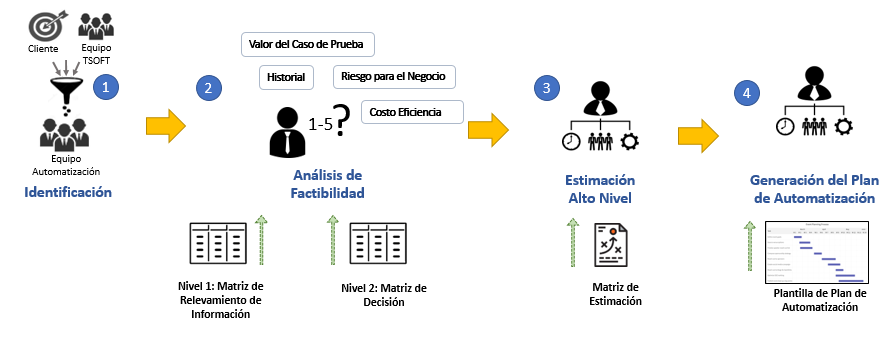 Cliente
Equipo
TSOFT
1
Equipo
Automatización
Identificación
2
Valor del Caso de Prueba
Historial
Riesgo para el Negocio
Costo Eficiencia
1-5?
Análisis de
Factibilidad
Nivel 1: Matriz de
Relevamiento de
Información
Nivel 2: Matriz de
Decisión
3
Estimación
Alto Nivel
Matriz de
Estimación
4
Generación del Plan
de Automatización
Plantilla de Plan de
Automatización